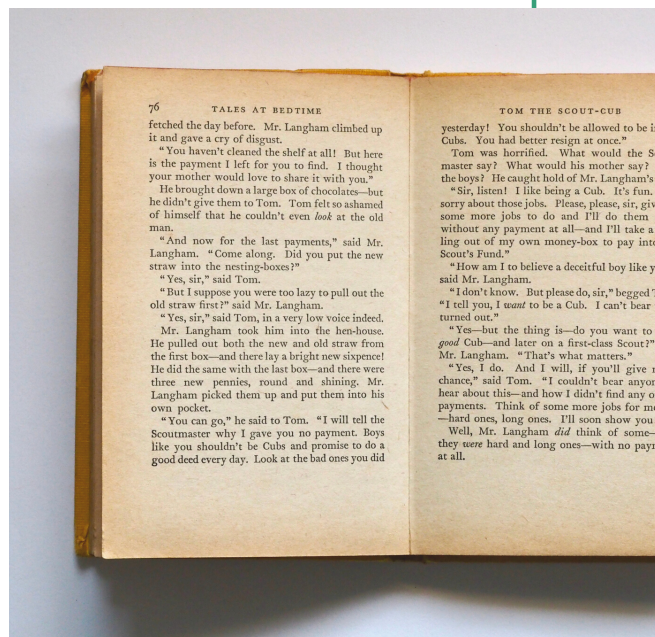 76
TALES AT BEDTIME
fetched the day before. Mr. Langham climbed up
it and gave a cry of disgust.
“You haven't cleaned the shelf at all! But here
is the payment I left for you to find. I thought
your mother would love to share it with you.”
He brought down a large box of chocolates—but
he didn't give them to Tom. Tom felt so ashamed
of himself that he couldn't even look at the old
man.
“And now for the last payments,” said Mr.
Langham. “Come along. Did you put the new
straw into the nesting-boxes?”
“Yes, sir,” said Tom.
“But I suppose you were too lazy to pull out the
old straw first?” said Mr. Langham.
“Yes, sir,” said Tom, in a very low voice indeed.
Mr. Langham took him into the hen-house.
He pulled out both the new and old straw from
the first box—and there lay a bright new sixpence!
He did the same with the last box—and there were
three new pennies, round and shining. Mr.
Langham picked them up and put them into his
own pocket.
“You can go,” he said to Tom. “I will tell the
Scoutmaster why I gave you no payment. Boys
like you shouldn't be Cubs and promise to do a
good deed every day. Look at the bad ones you did
TOM THE SCOUT-CUB
yesterday! You shouldn't be allowed to be i
Cubs. You had better resign at once.”
Tom was horrified. What would the S
master say? What would his mother say?
the boys? He caught hold of Mr. Langham's
“Sir, listen! I like being a Cub. It's fun.
sorry about those jobs. Please, please, sir, giv
some more jobs to do and I'll do them
without any payment at all—and I'll take a
ling out of my own money-box to pay into
Scout's Fund.”
“How am I to believe a deceitful boy like y
said Mr. Langham.
“I don't know. But please do, sir,” begged T
“I tell you, I want to be a Cub. I can't bear
turned out.”
“Yes—but the thing is—do you want to
good Cub—and later on a first-class Scout?”
Mr. Langham. “That's what matters.”
“Yes, I do. And I will, if you'll give
chance,” said Tom. “I couldn't bear anyon
hear about this—and how I didn't find any o
payments. Think of some more jobs for m
—hard ones, long ones. I'll soon show you
Well, Mr. Langham did think of some—
they were hard and long ones—with no payn
at all.